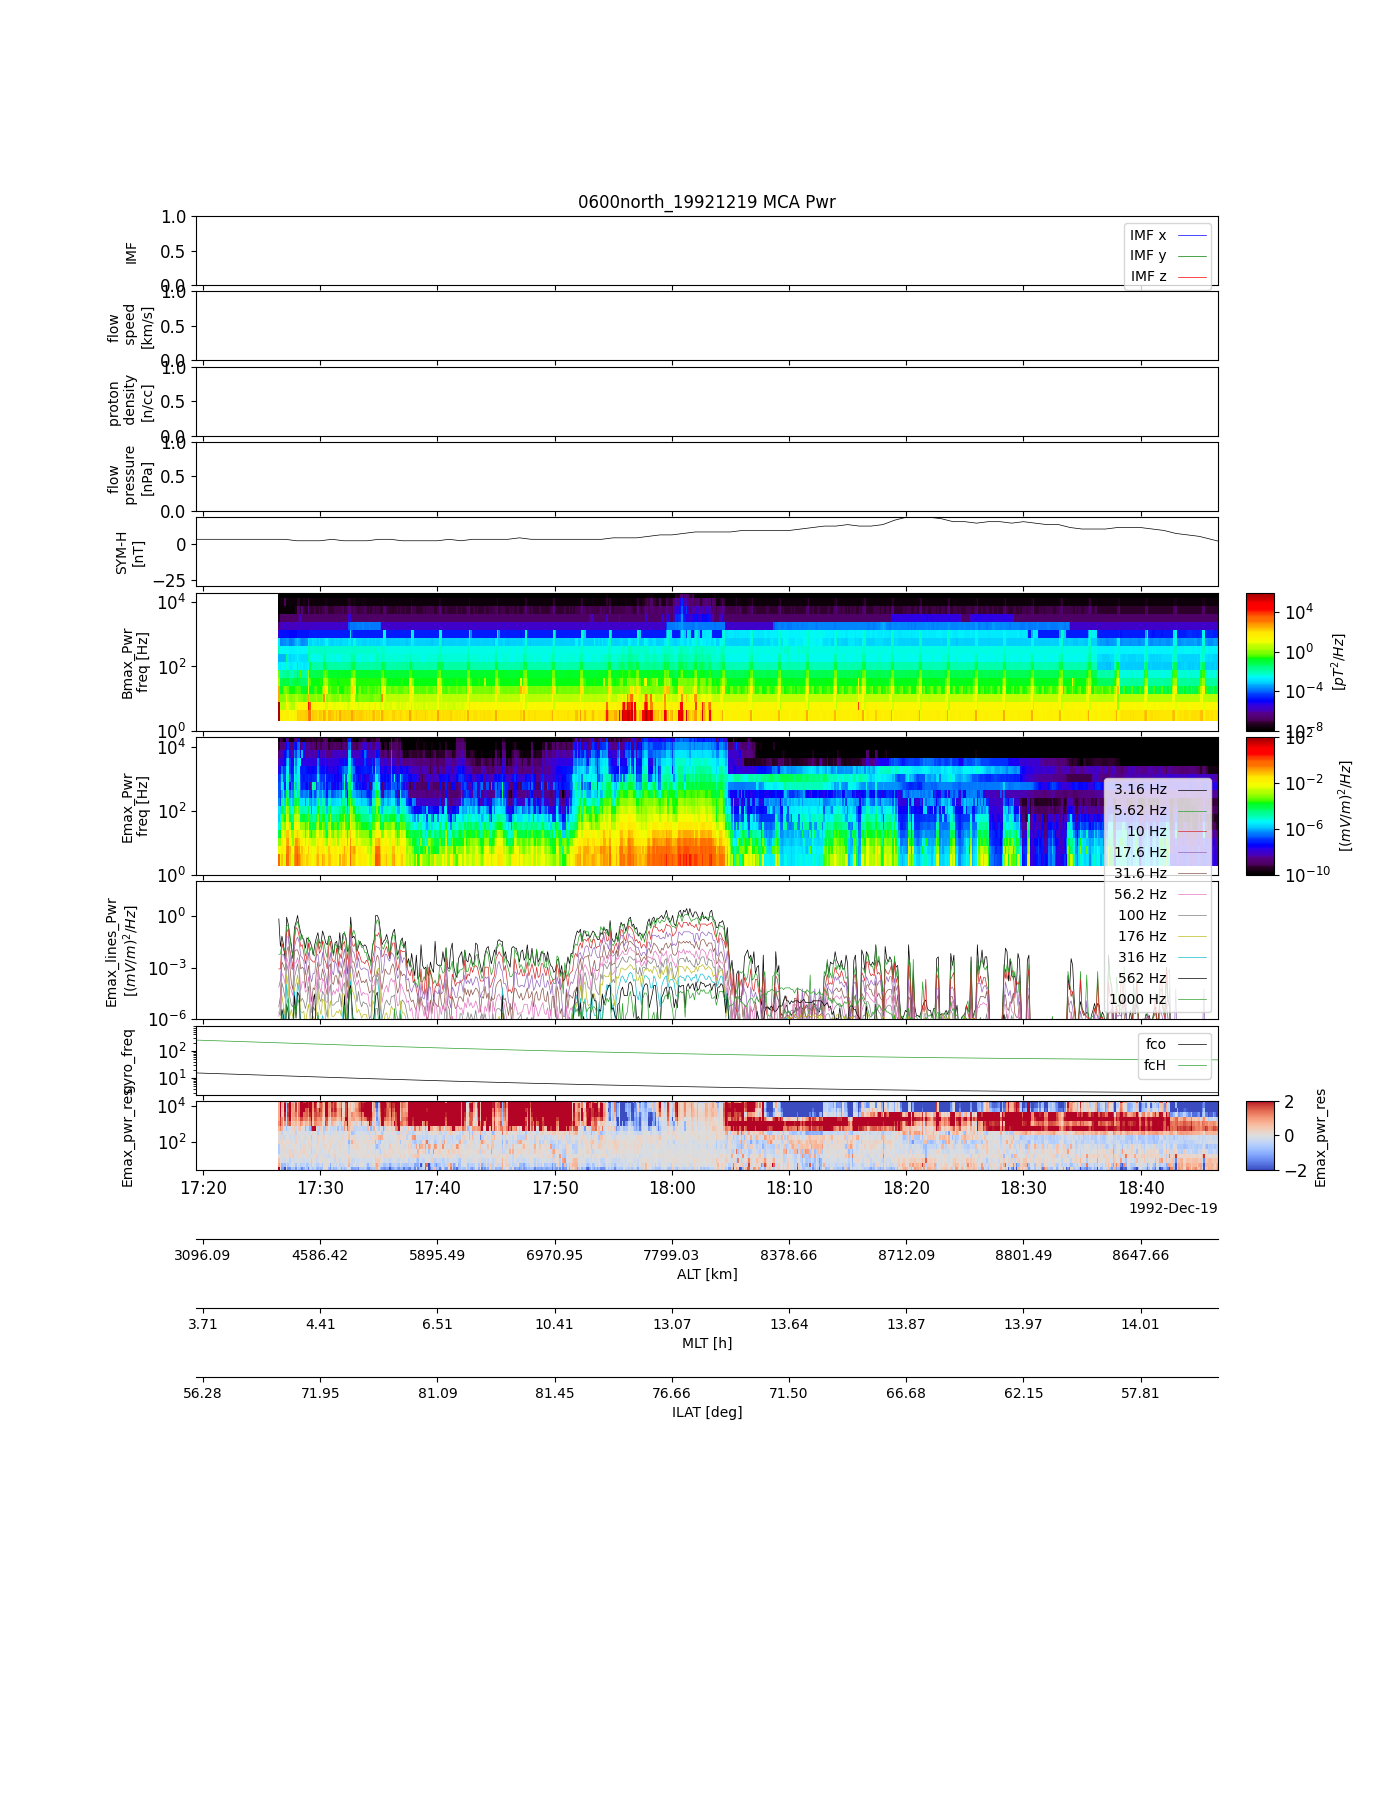 0600north_19921219 MCA Pwr
1.0
0.5
0.0
IMF
IMF x
IMF y
IMF z
1.0
0.5
0.0
flow
speed
[km/s]
1.0
0.5
0.0
proton
density
[n/cc]
1.0
0.5
0.0
flow
pressure
[nPa]
0
−25
SYM-H
[nT]
10^4
10^2
10^0
Bmax_Pwr
freq [Hz]
10^4
10^0
10^−4
10^−8
[pT^2/Hz]
10^4
10^2
10^0
Emax_Pwr
freq [Hz]
10^2
10^−2
10^−6
10^−10
[(mV/m)^2/Hz]
3.16 Hz
5.62 Hz
10 Hz
17.6 Hz
31.6 Hz
56.2 Hz
100 Hz
176 Hz
316 Hz
562 Hz
1000 Hz
10^0
10^−3
10^−6
Emax_lines_Pwr
[(mV/m)^2/Hz]
10^2
10^1
gyro_freq
fco
fcH
10^4
10^2
Emax_pwr_res
2
0
−2
Emax_pwr_res
17:20 17:30 17:40 17:50 18:00 18:10 18:20 18:30 18:40
1992-Dec-19
3096.09 4586.42 5895.49 6970.95 7799.03 8378.66 8712.09 8801.49 8647.66
ALT [km]
3.71 4.41 6.51 10.41 13.07 13.64 13.87 13.97 14.01
MLT [h]
56.28 71.95 81.09 81.45 76.66 71.50 66.68 62.15 57.81
ILAT [deg]